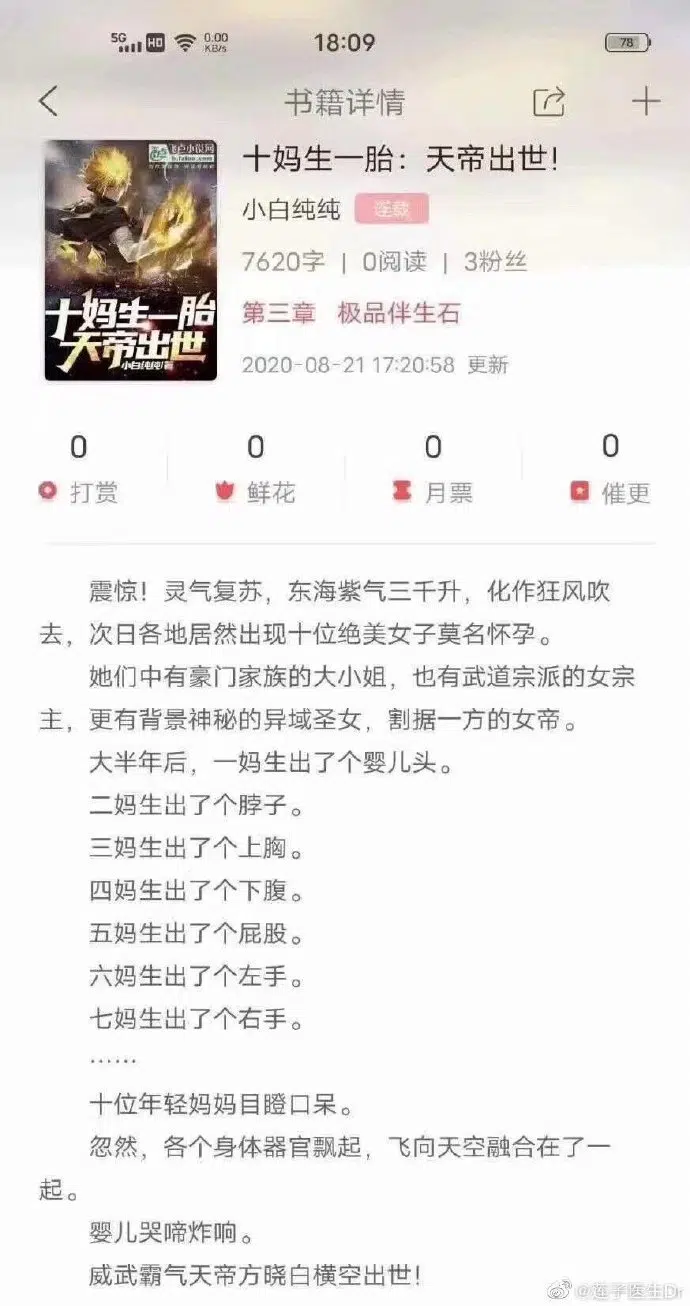 5G HD 0.00 KB/s 18:09 78
书籍详情
飞卢小说网
b.faloo.com
十妈生一胎
天帝出世
小白纯纯/著
十妈生一胎：天帝出世！
小白纯纯 连载
7620字 | 0阅读 | 3粉丝
第三章 极品伴生石
2020-08-21 17:20:58 更新
0 0 0 0
打赏 鲜花 月票 催更
震惊！灵气复苏，东海紫气三千升，化作狂风吹
去，次日各地居然出现十位绝美女子莫名怀孕。
她们中有豪门家族的大小姐，也有武道宗派的女宗
主，更有背景神秘的异域圣女，割据一方的女帝。
大半年后，一妈生出了个婴儿头。
二妈生出了个脖子。
三妈生出了个上胸。
四妈生出了个下腹。
五妈生出了个屁股。
六妈生出了个左手。
七妈生出了个右手。
……
十位年轻妈妈目瞪口呆。
忽然，各个身体器官飘起，飞向天空融合在了一
起。
婴儿哭啼炸响。
威武霸气天帝方晓白横空出世！
@莲子医生Dr